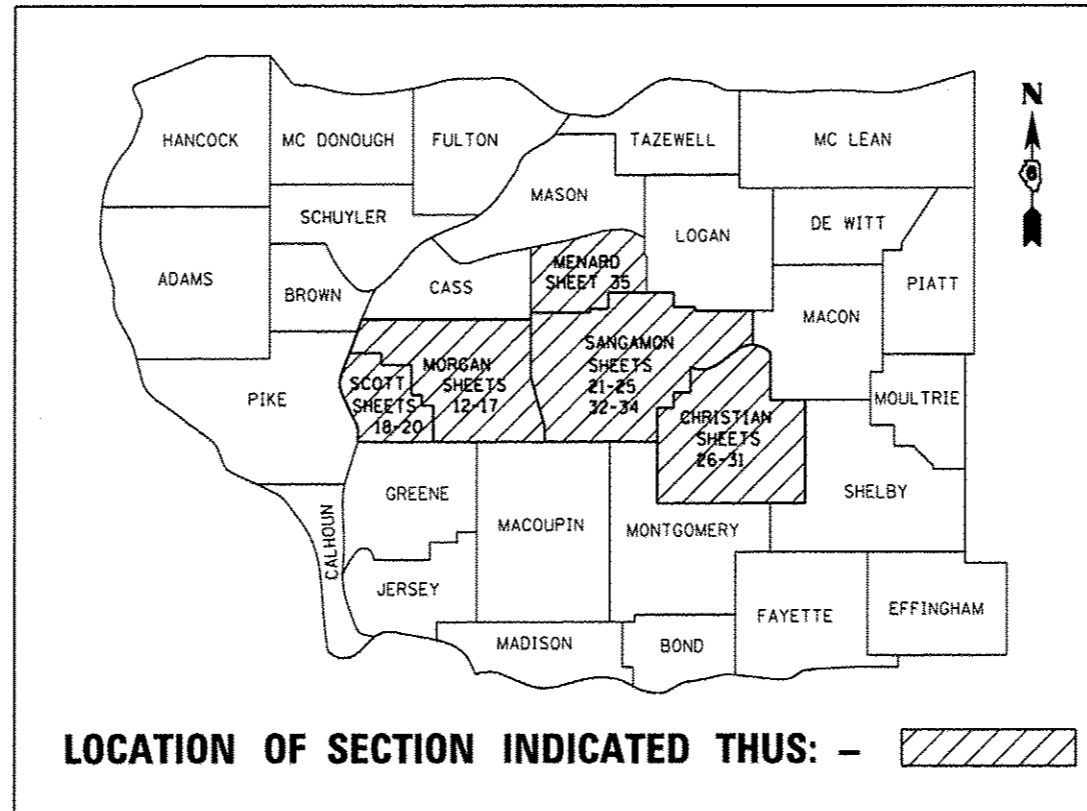 HANCOCK
MC DONOUGH
FULTON
TAZEWELL
MC LEAN
N
6
MASON
SCHUYLER
DE WITT
LOGAN
ADAMS
BROWN
CASS
MENARD
SHEET 35
PIATT
MACON
SANGAMON
SHEETS
21-25
32-34
MORGAN
SHEETS
12-17
SCOTT
SHEETS
18-20
PIKE
MOULTRIE
CHRISTIAN
SHEETS
26-31
SHELBY
GREENE
MACOUPIN
MONTGOMERY
CALHOUN
JERSEY
FAYETTE
EFFINGHAM
MADISON
BOND
LOCATION OF SECTION INDICATED THUS: -